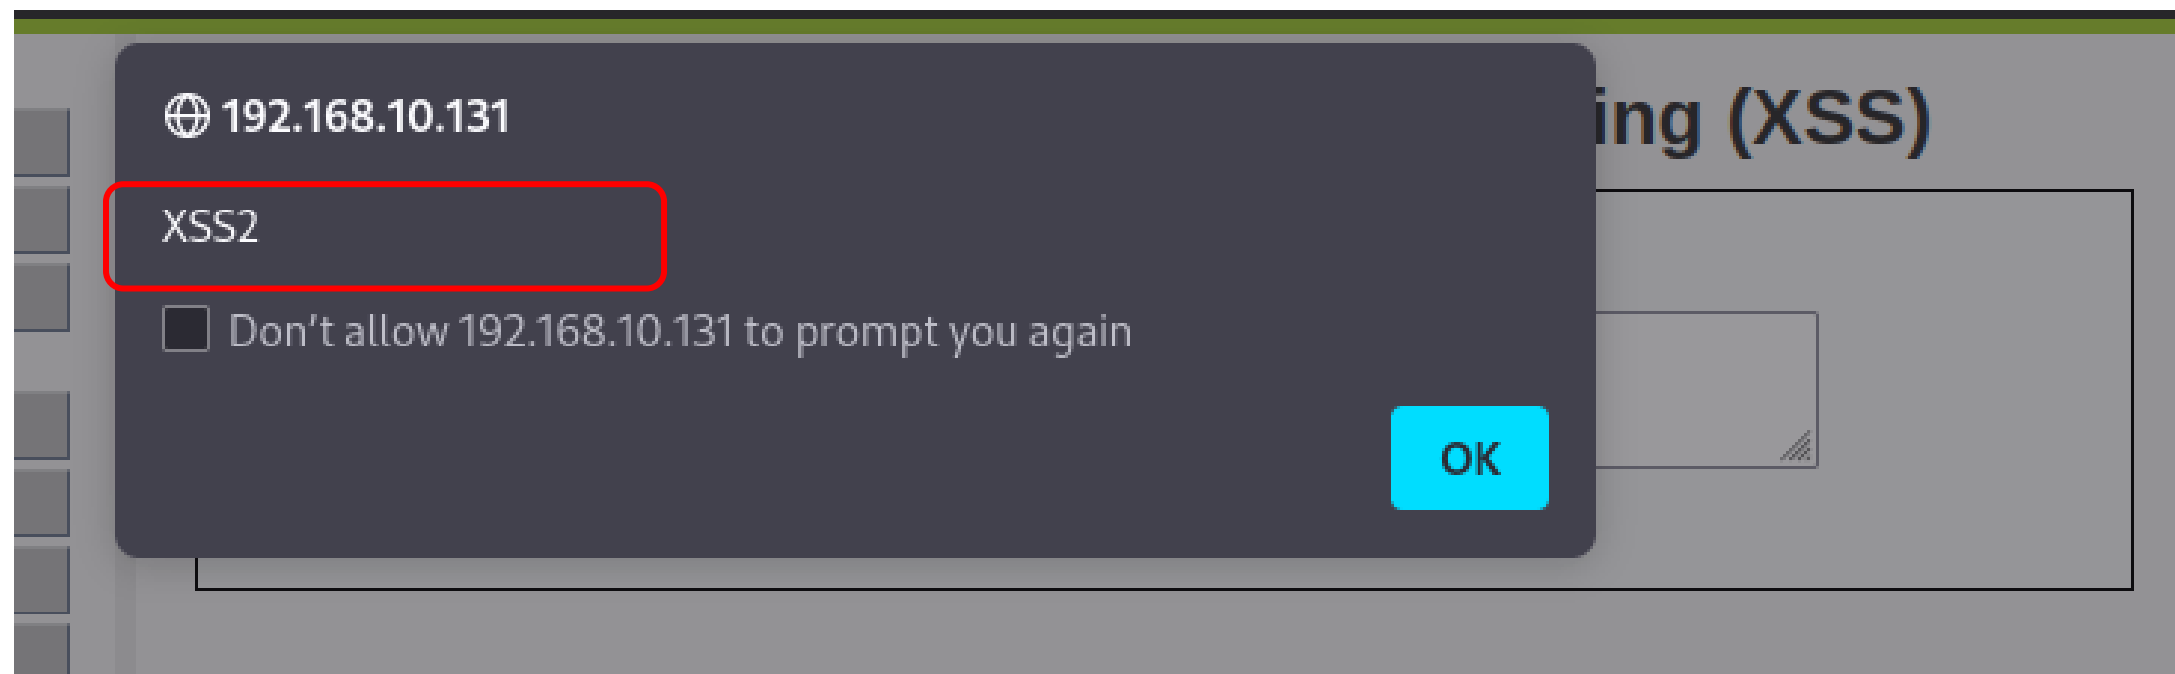 192.168.10.131
ing (XSS)
XSS2
Don't allow 192.168.10.131 to prompt you again
OK